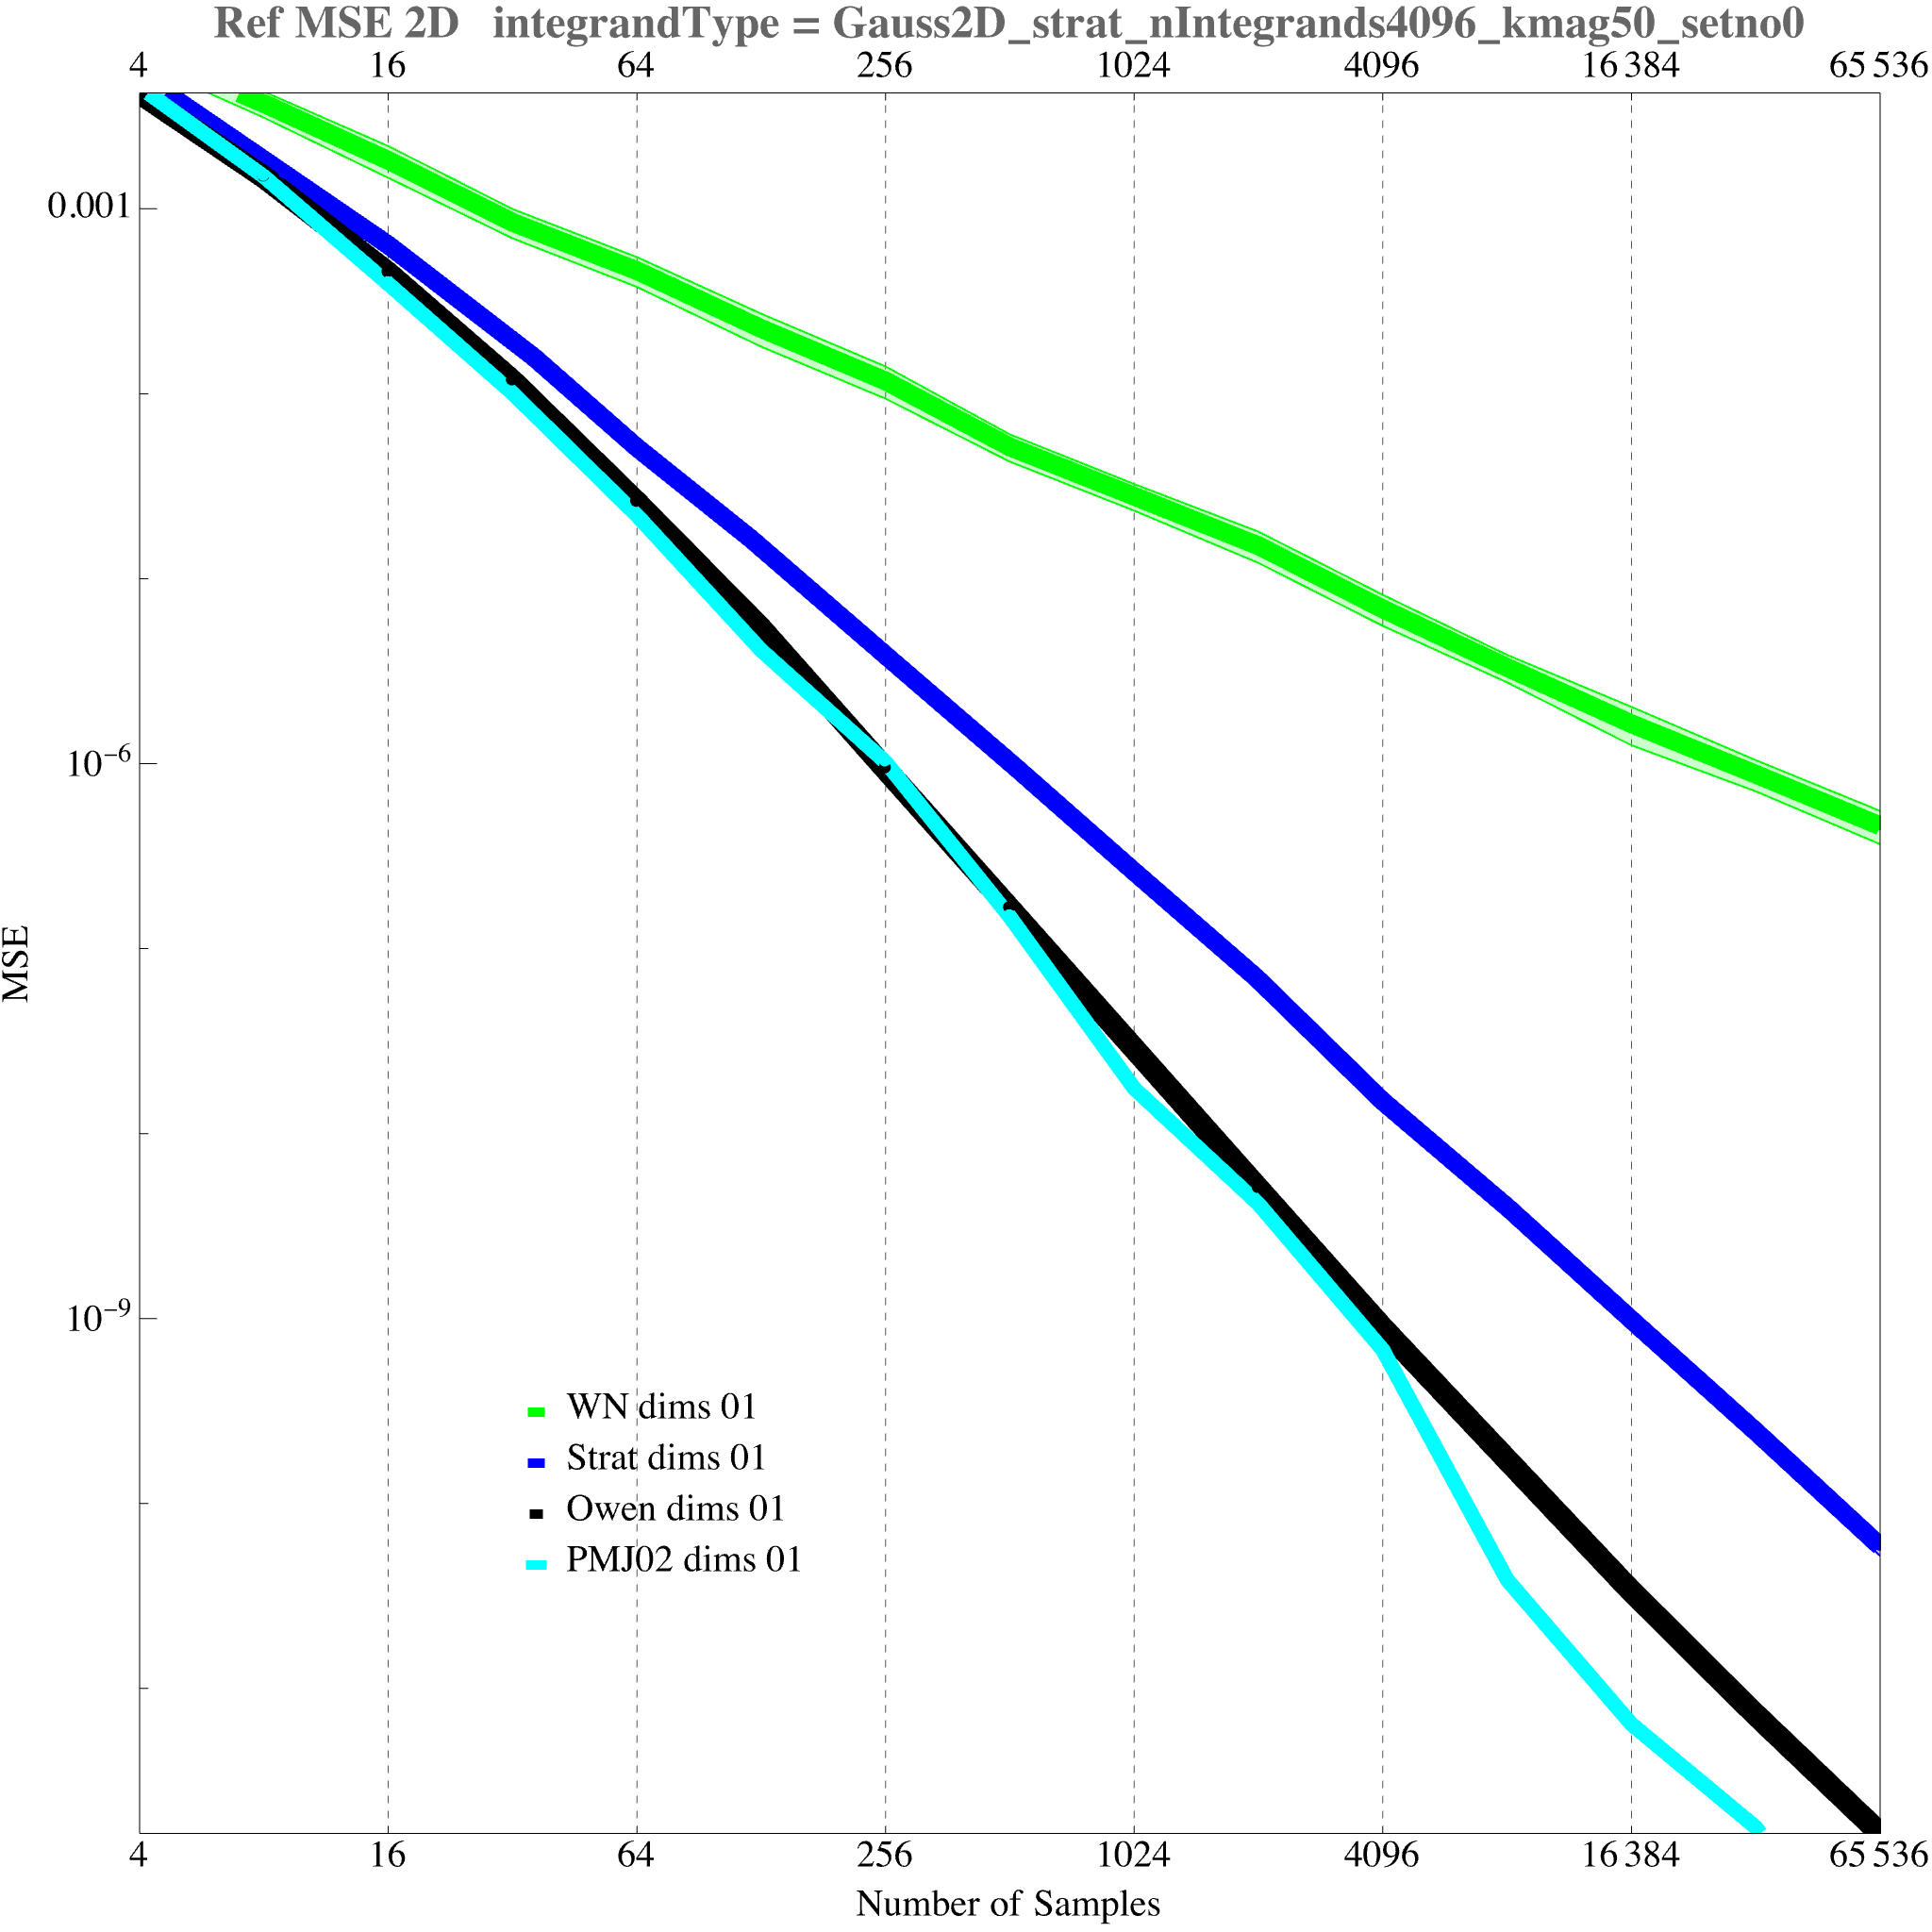 Ref MSE 2D   integrandType = Gauss2D_strat_nIntegrands4096_kmag50_setno0
4 16 64 256 1024 4096 16 384 65 536
0.001
10⁻⁶
MSE
10⁻⁹
WN dims 01
Strat dims 01
Owen dims 01
PMJ02 dims 01
4 16 64 256 1024 4096 16 384 65 536
Number of Samples